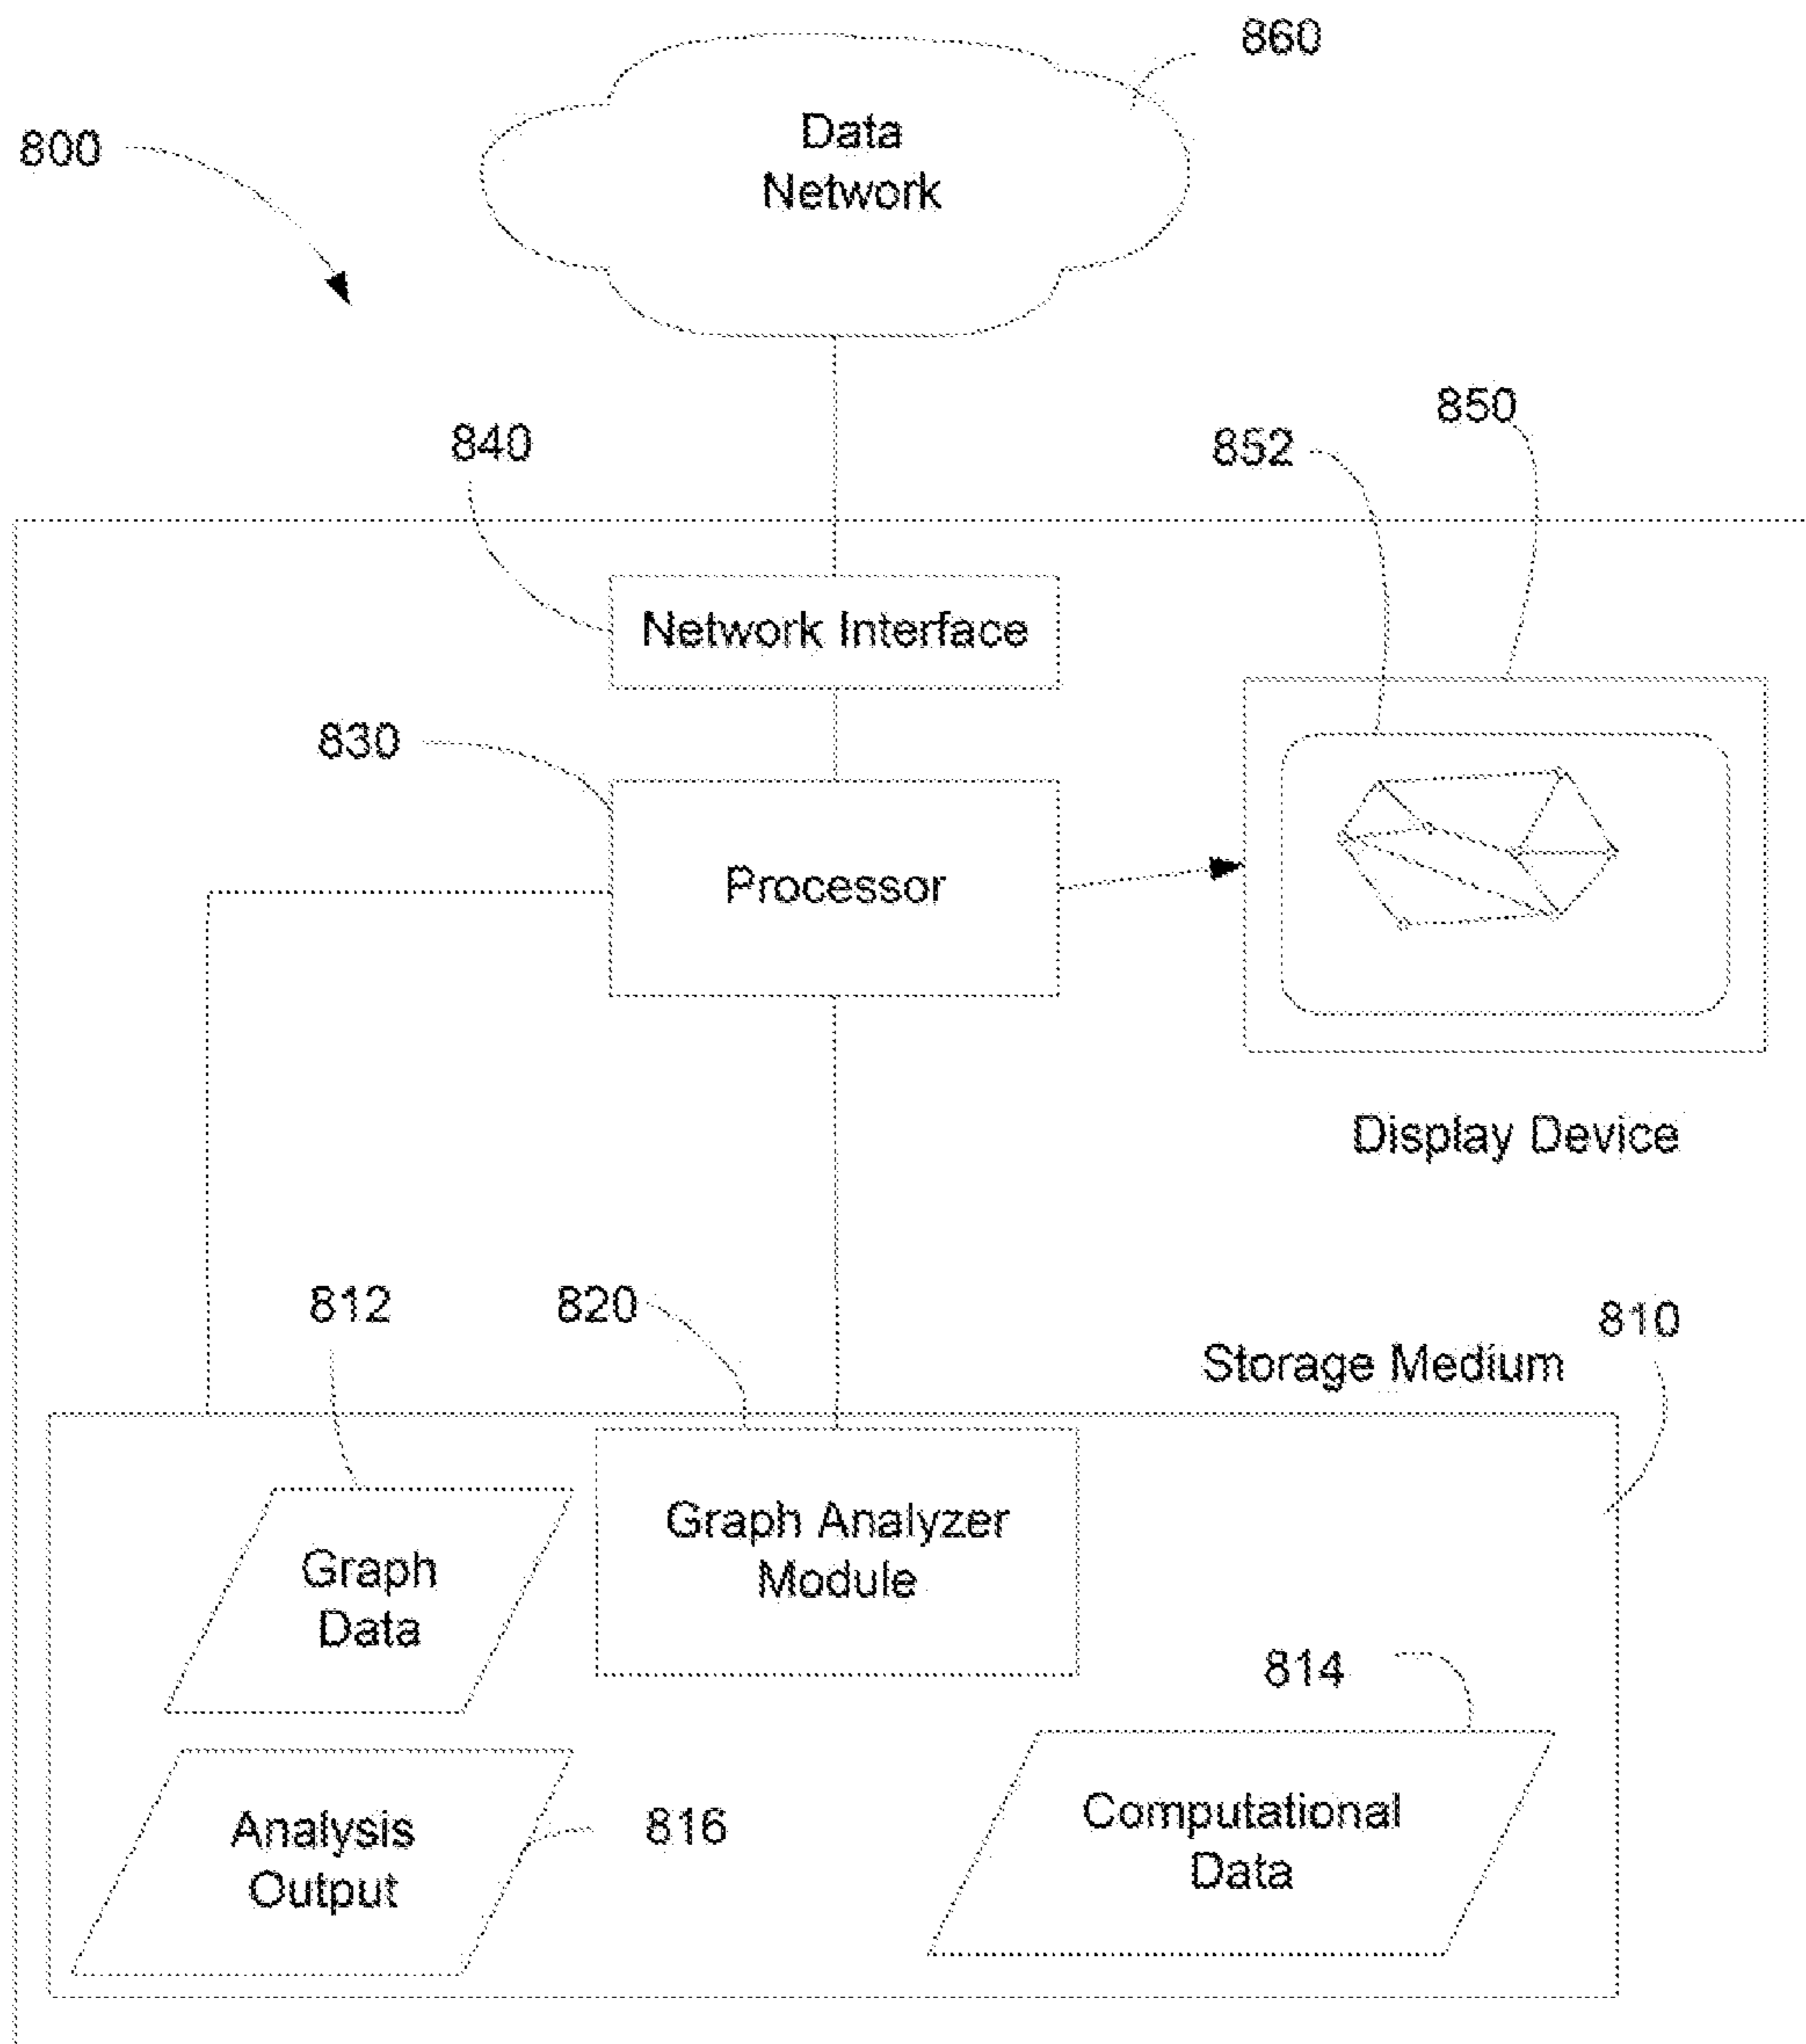 860
Data
Network
800
850
852
840
Network Interface
830
Processor
Display Device
812
820
810
Storage Medium
Graph Analyzer
Module
Graph
Data
814
Computational
Data
Analysis
Output
816